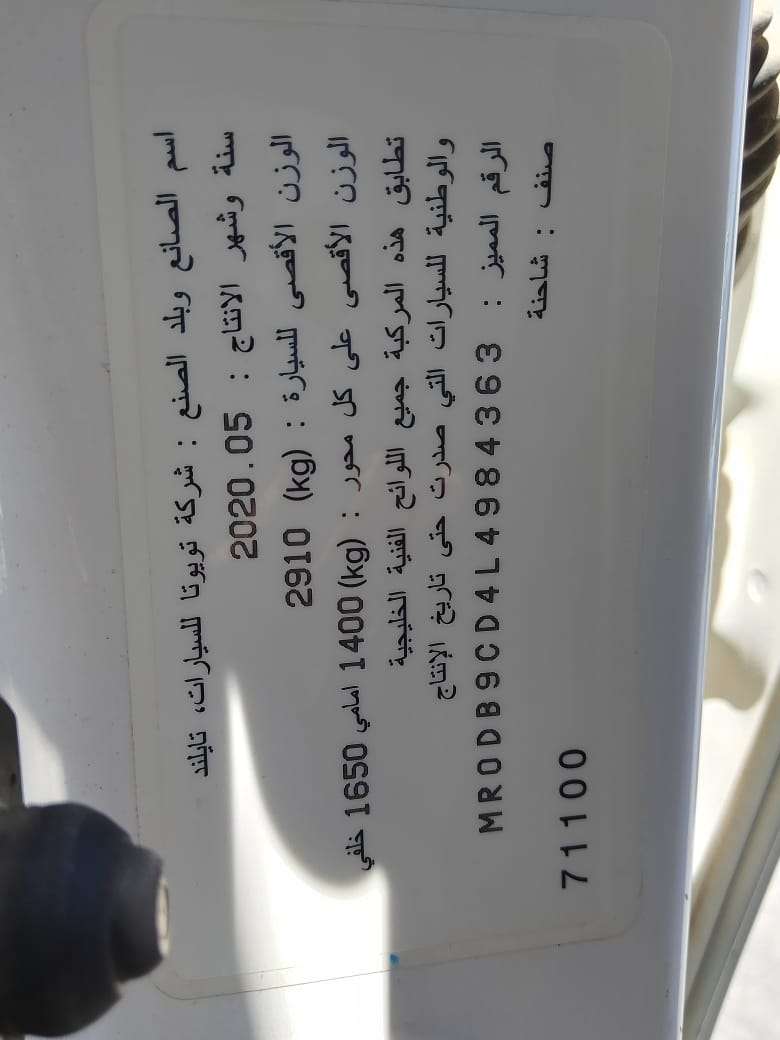 اسم الصانع وبلد الصنع : شركة تويوتا للسيارات، تايلند
سنة وشهر الانتاج : 2020.05
الوزن الأقصى للسيارة : (kg) 2910
الوزن الأقصى على كل محور : (kg) 1400 امامي 1650 خلفي
تطابق هذه المركبة جميع اللوائح الفنية الخليجية
والوطنية للسيارات التي صدرت حتى تاريخ الإنتاج
الرقم المميز : MR0DB9CD4L4984363
صنف : شاحنة
71100